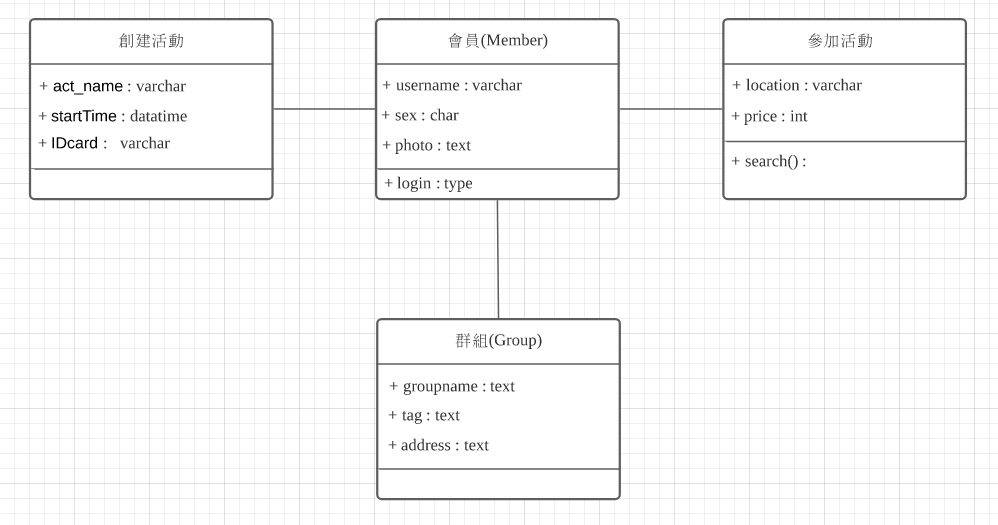 創建活動
+ act_name : varchar
+ startTime : datatime
+ IDcard : varchar
會員(Member)
+ username : varchar
+ sex : char
+ photo : text
+ login : type
參加活動
+ location : varchar
+ price : int
+ search() :
群組(Group)
+ groupname : text
+ tag : text
+ address : text